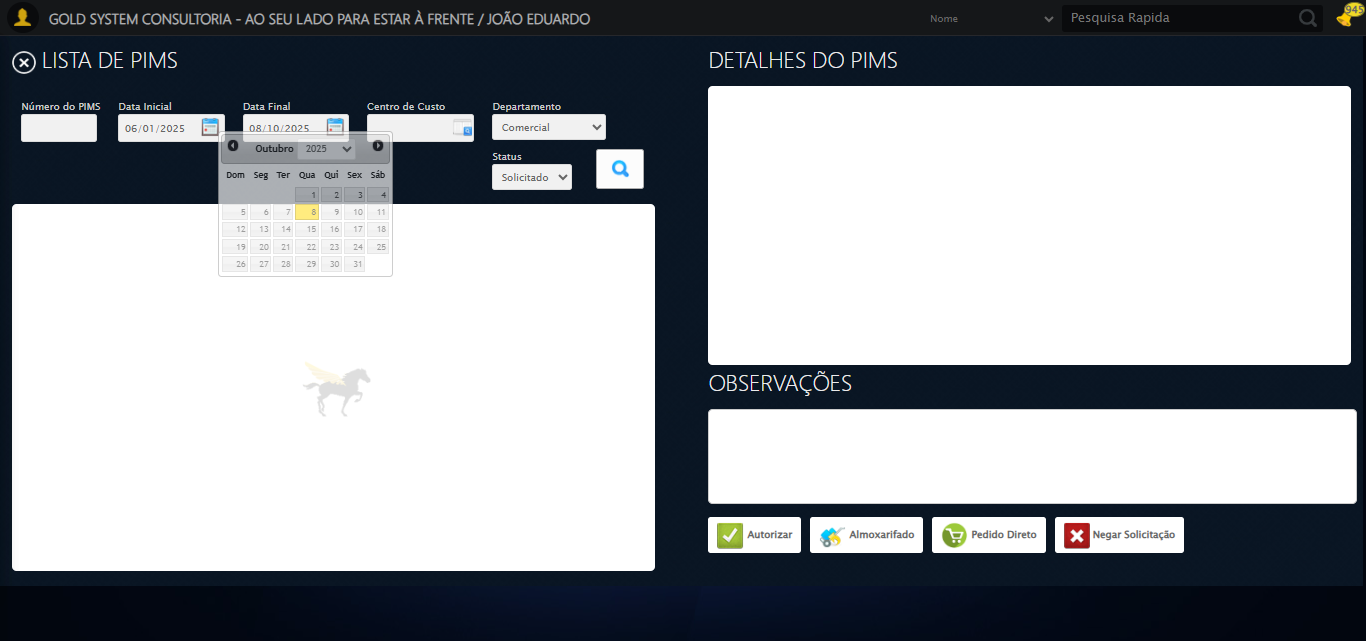 GOLD SYSTEM CONSULTORIA - AO SEU LADO PARA ESTAR À FRENTE / JOÃO EDUARDO
Nome
Pesquisa Rapida
945
LISTA DE PIMS
Número do PIMS Data Inicial Data Final Centro de Custo Departamento
06/01/2025 08/10/2025 Comercial
Outubro 2025
Status
Solicitado
Dom Seg Ter Qua Qui Sex Sáb
1 2 3 4
5 6 7 8 9 10 11
12 13 14 15 16 17 18
19 20 21 22 23 24 25
26 27 28 29 30 31
DETALHES DO PIMS
OBSERVAÇÕES
Autorizar Almoxarifado Pedido Direto Negar Solicitação